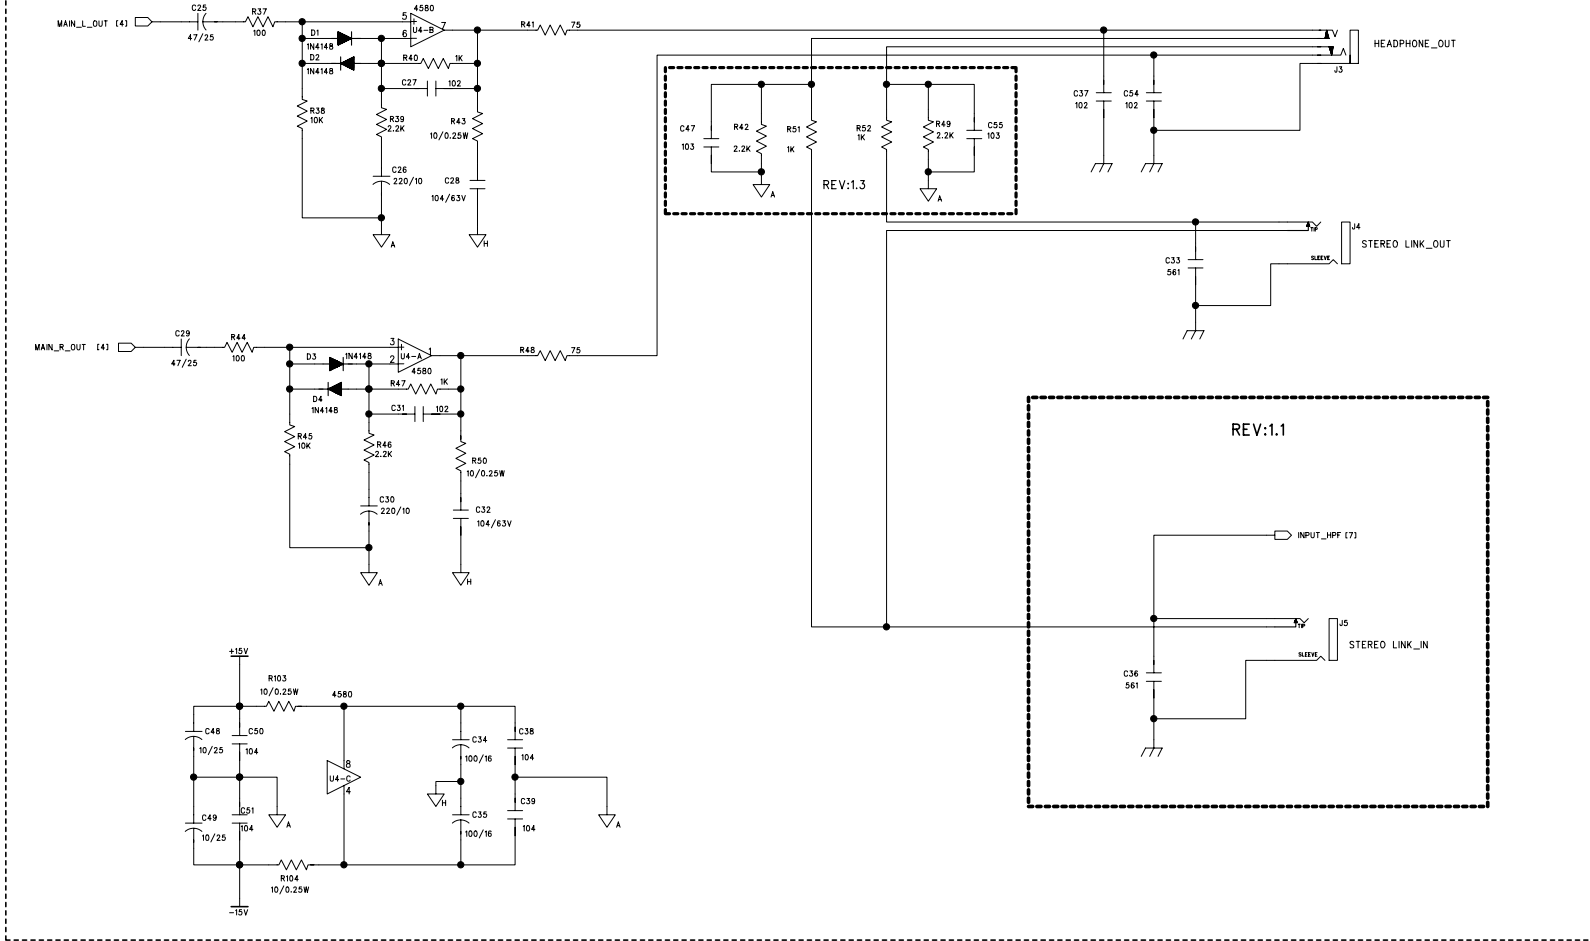 MAIN_L_OUT [4]
C25
47/25
R37
100
D1
1N4148
D2
1N4148
5
6
+
−
4580
U4-B
7
R40
1K
C27
102
R38
10K
R39
2.2K
C26
220/10
A
R43
10/0.25W
C28
104/63V
H
R41
75
C47
103
R42
2.2K
R51
1K
R52
1K
R49
2.2K
C55
103
A
A
REV:1.3
C37
102
C54
102
J3
HEADPHONE_OUT
C33
561
TIP
SLEEVE
J4
STEREO LINK_OUT
MAIN_R_OUT [4]
C29
47/25
R44
100
D3
1N4148
D4
1N4148
3
2
+
−
U4-A
1
4580
R47
1K
C31
102
R45
10K
R46
2.2K
C30
220/10
A
R50
10/0.25W
C32
104/63V
H
R48
75
REV:1.1
INPUT_HPF [7]
TIP
SLEEVE
J5
STEREO LINK_IN
C36
561
+15V
R103
10/0.25W
4580
C48
10/25
C50
104
8
U4-C
4
C34
100/16
C38
104
H
C49
10/25
C51
104
A
C35
100/16
C39
104
A
R104
10/0.25W
-15V